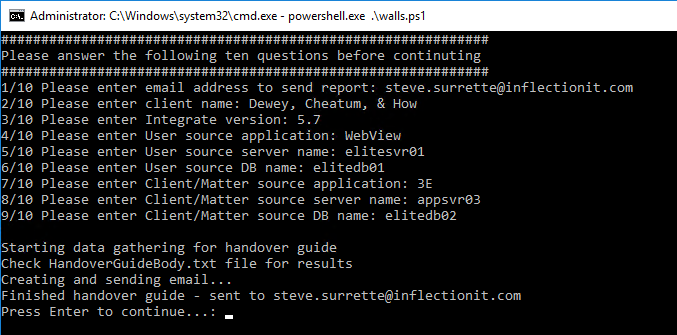 Administrator: C:\Windows\system32\cmd.exe - powershell.exe .\walls.ps1
#############################################################
Please answer the following ten questions before continuting
#############################################################
1/10 Please enter email address to send report: steve.surrette@inflectionit.com
2/10 Please enter client name: Dewey, Cheatum, & How
3/10 Please enter Integrate version: 5.7
4/10 Please enter User source application: WebView
5/10 Please enter User source server name: elitesvr01
6/10 Please enter User source DB name: elitedb01
7/10 Please enter Client/Matter source application: 3E
8/10 Please enter Client/Matter source server name: appsvr03
9/10 Please enter Client/Matter source DB name: elitedb02
Starting data gathering for handover guide
Check HandoverGuideBody.txt file for results
Creating and sending email...
Finished handover guide - sent to steve.surrette@inflectionit.com
Press Enter to continue...: _